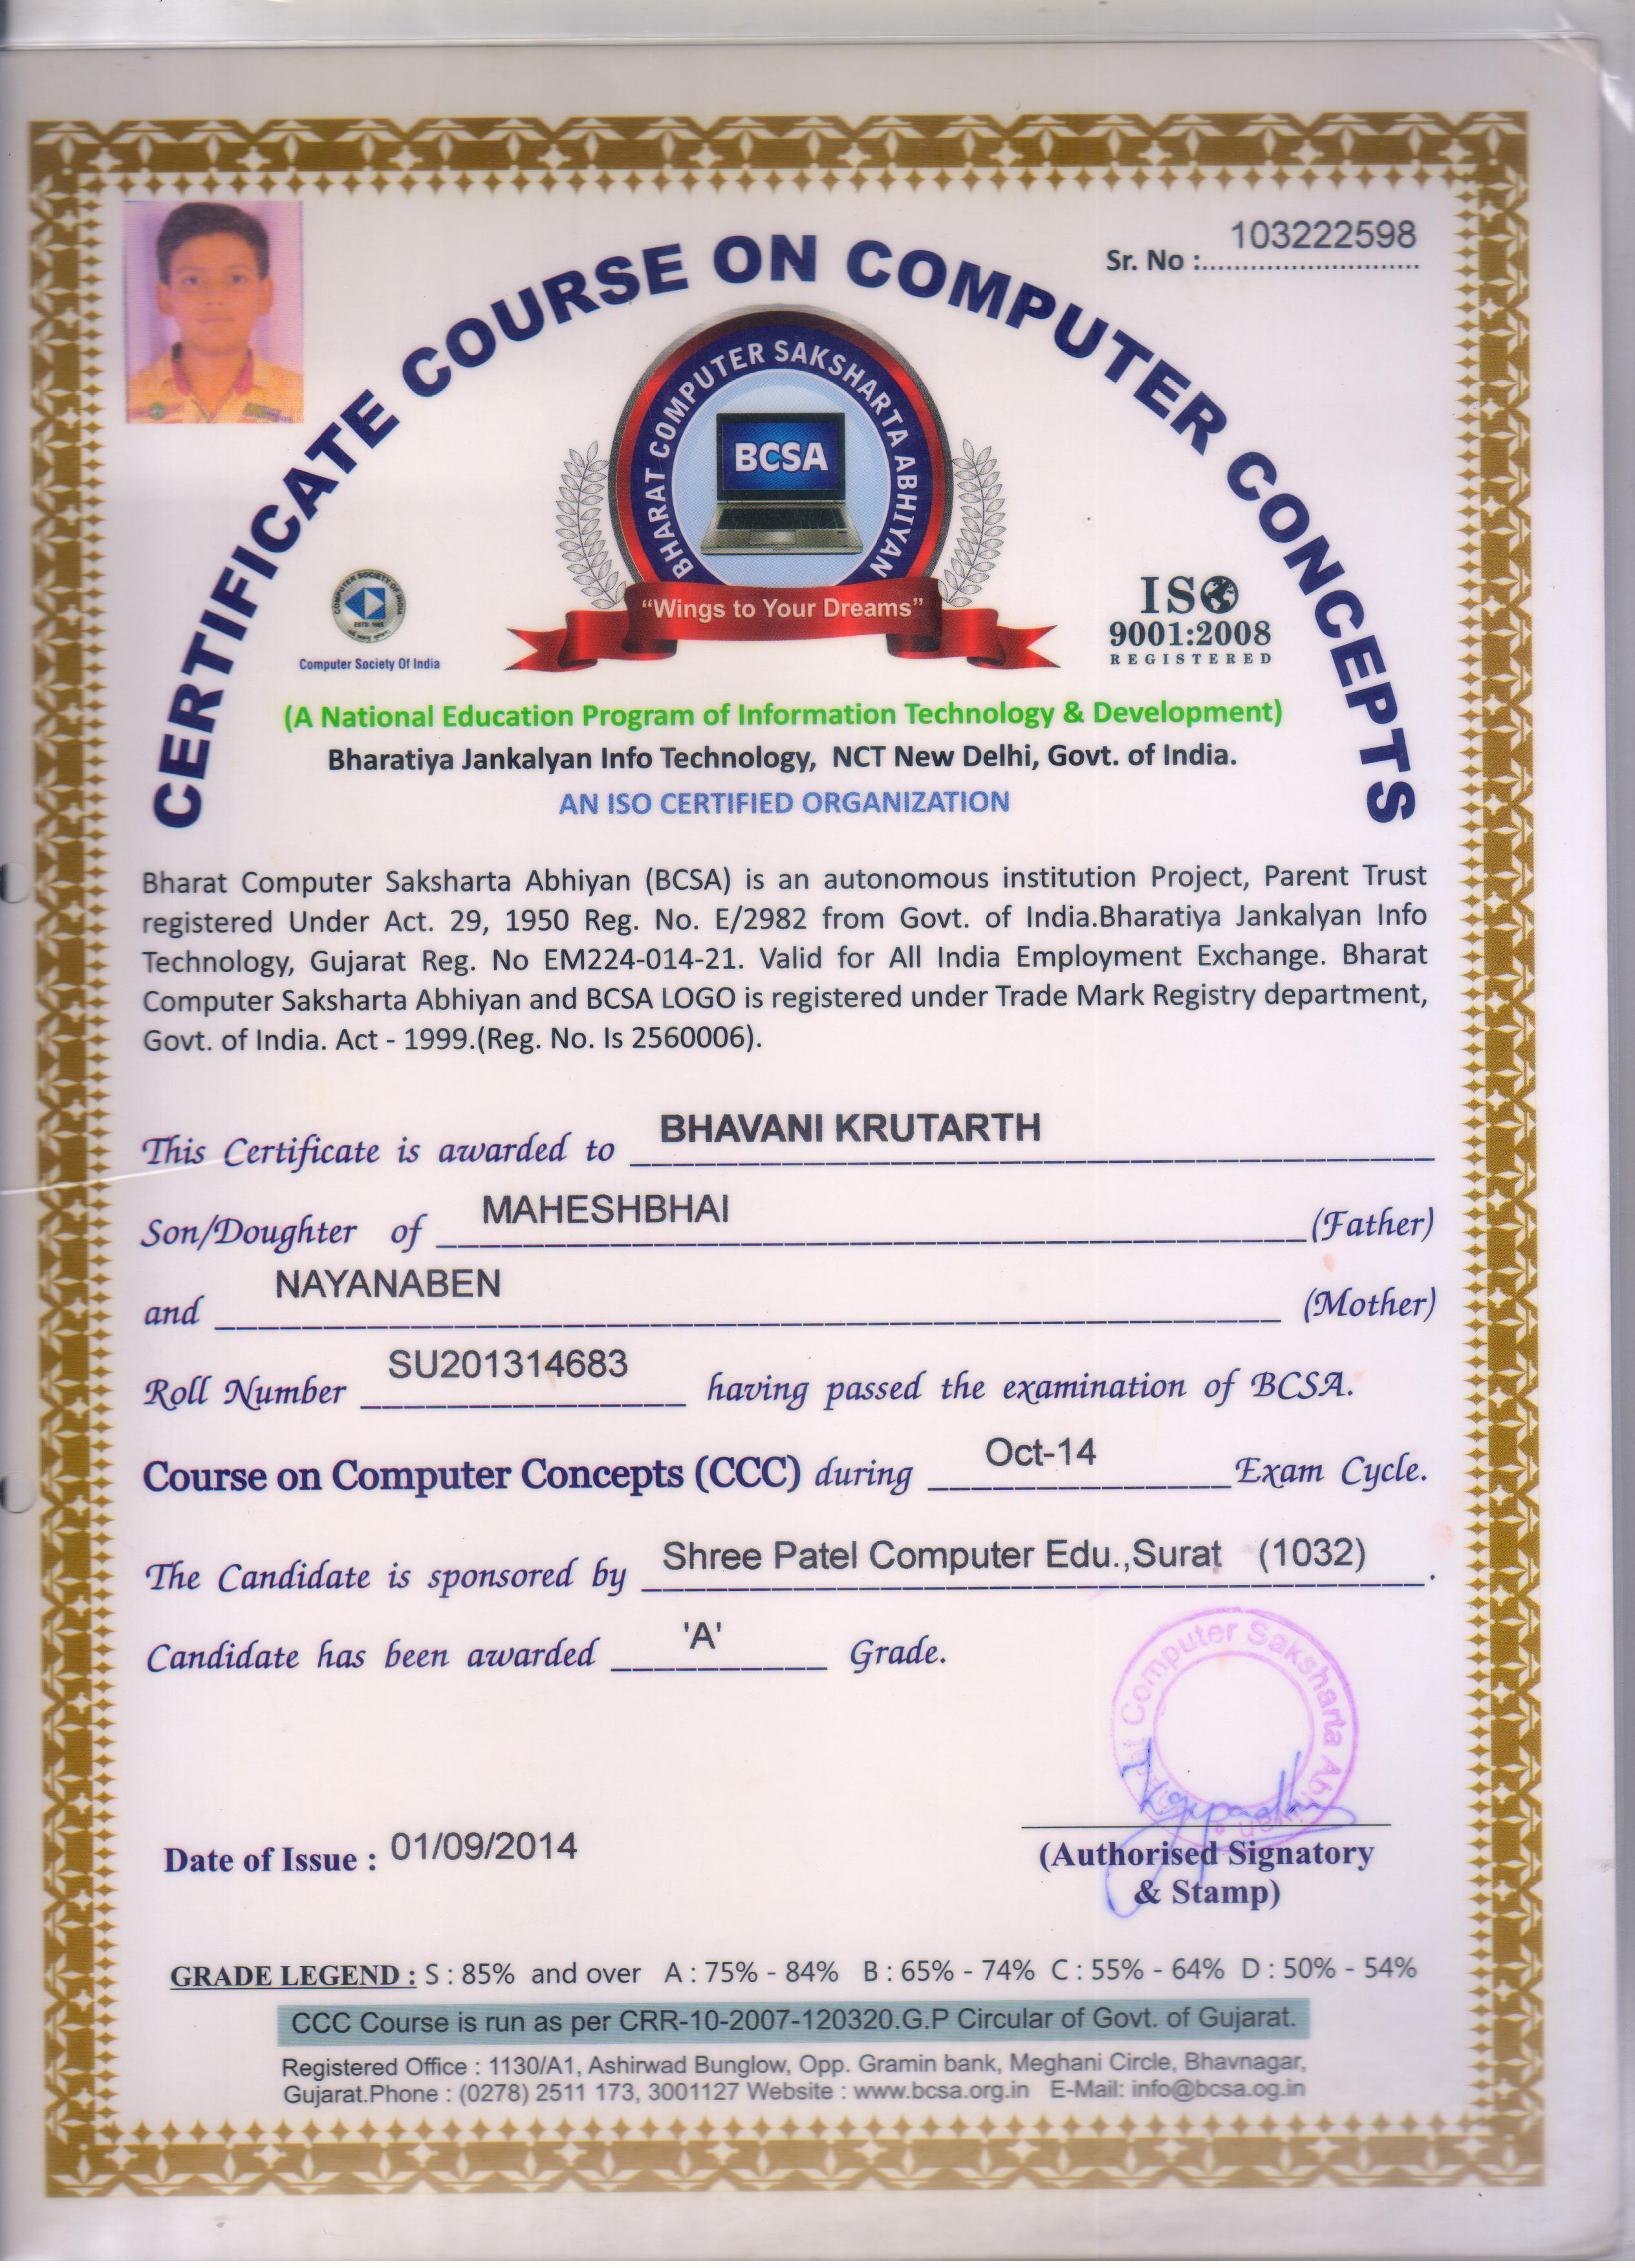 103222598
Sr. No :..............................
CERTIFICATE COURSE ON COMPUTER CONCEPTS
BHARAT COMPUTER SAKSHARTA ABHIYAN
BCSA
"Wings to Your Dreams"
COMPUTER SOCIETY OF INDIA
Computer Society Of India
ISO
9001:2008
REGISTERED
(A National Education Program of Information Technology & Development)
Bharatiya Jankalyan Info Technology, NCT New Delhi, Govt. of India.
AN ISO CERTIFIED ORGANIZATION
Bharat Computer Saksharta Abhiyan (BCSA) is an autonomous institution Project, Parent Trust
registered Under Act. 29, 1950 Reg. No. E/2982 from Govt. of India.Bharatiya Jankalyan Info
Technology, Gujarat Reg. No EM224-014-21. Valid for All India Employment Exchange. Bharat
Computer Saksharta Abhiyan and BCSA LOGO is registered under Trade Mark Registry department,
Govt. of India. Act - 1999.(Reg. No. Is 2560006).
This Certificate is awarded to BHAVANI KRUTARTH
Son/Doughter of MAHESHBHAI (Father)
and NAYANABEN (Mother)
Roll Number SU201314683 having passed the examination of BCSA.
Course on Computer Concepts (CCC) during Oct-14 Exam Cycle.
The Candidate is sponsored by Shree Patel Computer Edu.,Surat (1032) .
Candidate has been awarded 'A' Grade.
Computer Saksharta Abhiyan
Date of Issue : 01/09/2014
(Authorised Signatory
& Stamp)
GRADE LEGEND : S : 85% and over A : 75% - 84% B : 65% - 74% C : 55% - 64% D : 50% - 54%
CCC Course is run as per CRR-10-2007-120320.G.P Circular of Govt. of Gujarat.
Registered Office : 1130/A1, Ashirwad Bunglow, Opp. Gramin bank, Meghani Circle, Bhavnagar,
Gujarat.Phone : (0278) 2511 173, 3001127 Website : www.bcsa.org.in E-Mail: info@bcsa.og.in